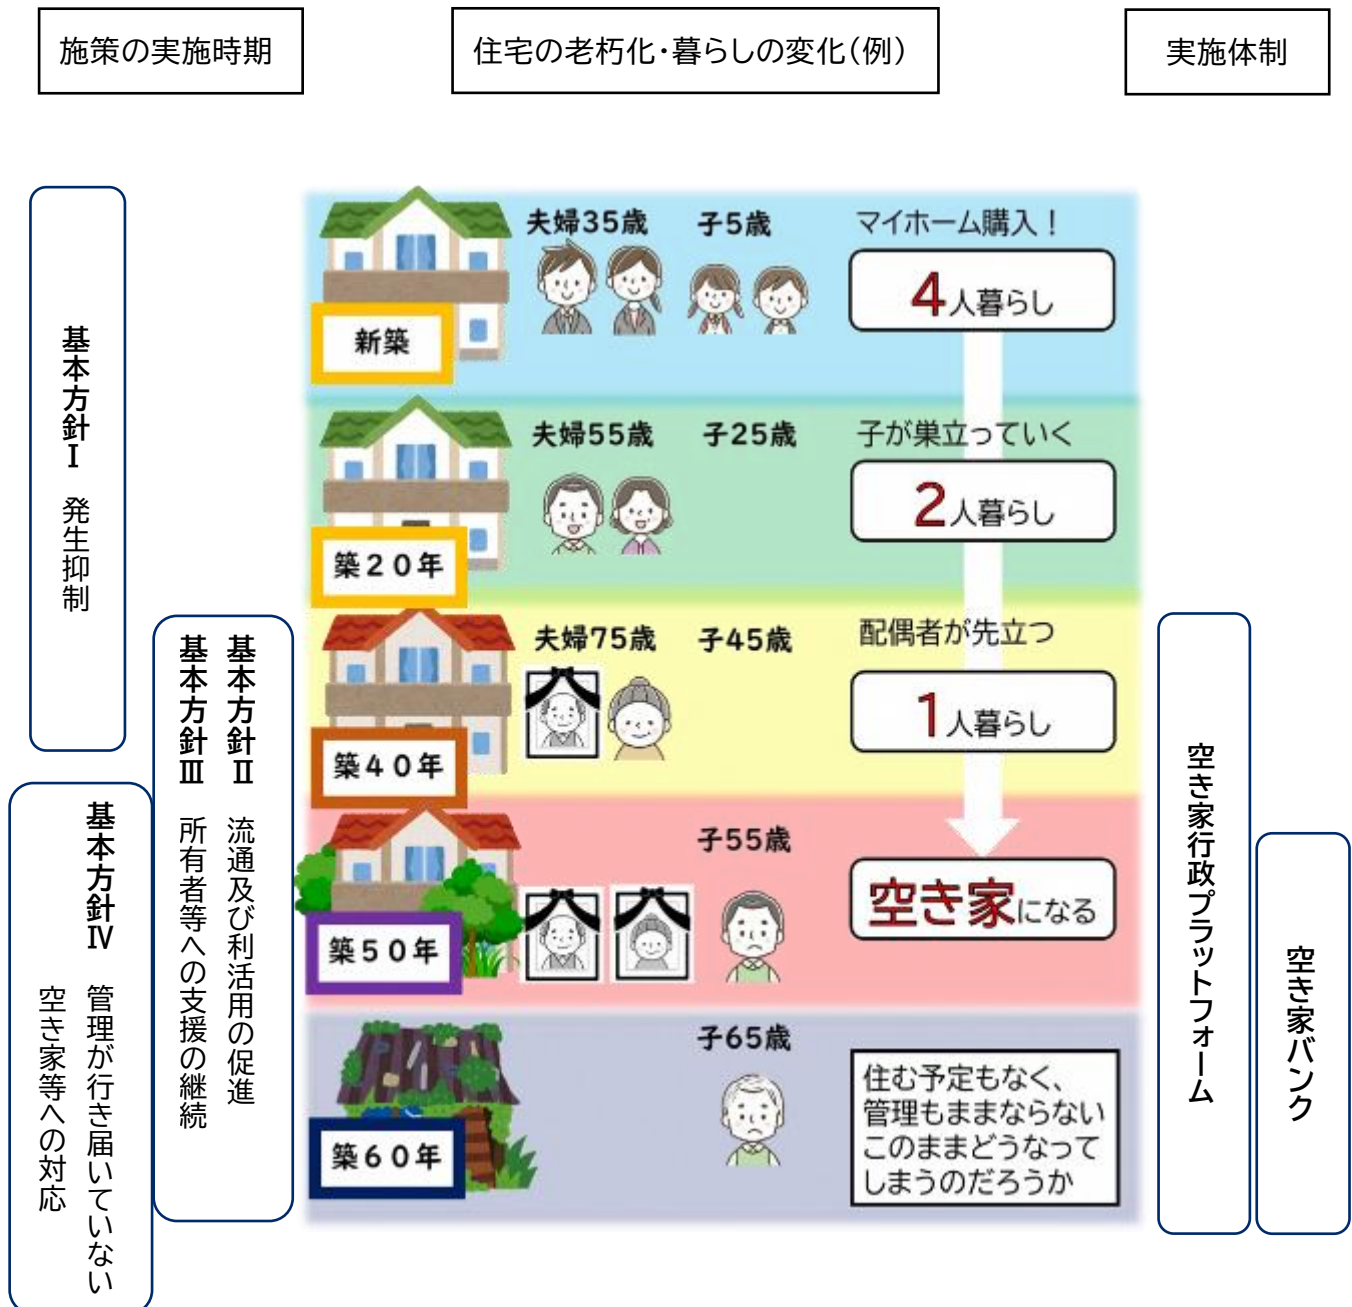 施策の実施時期
住宅の老朽化・暮らしの変化(例)
実施体制
基本方針Ⅰ 発生抑制
基本方針Ⅱ 流通及び利活用の促進
基本方針Ⅲ 所有者等への支援の継続
基本方針Ⅳ 管理が行き届いていない
空き家等への対応
新築
夫婦35歳 子5歳
マイホーム購入!
4人暮らし
築20年
夫婦55歳 子25歳
子が巣立っていく
2人暮らし
築40年
夫婦75歳 子45歳
配偶者が先立つ
1人暮らし
築50年
子55歳
空き家になる
築60年
子65歳
住む予定もなく、
管理もままならない
このままどうなって
しまうのだろうか
空き家行政プラットフォーム
空き家バンク